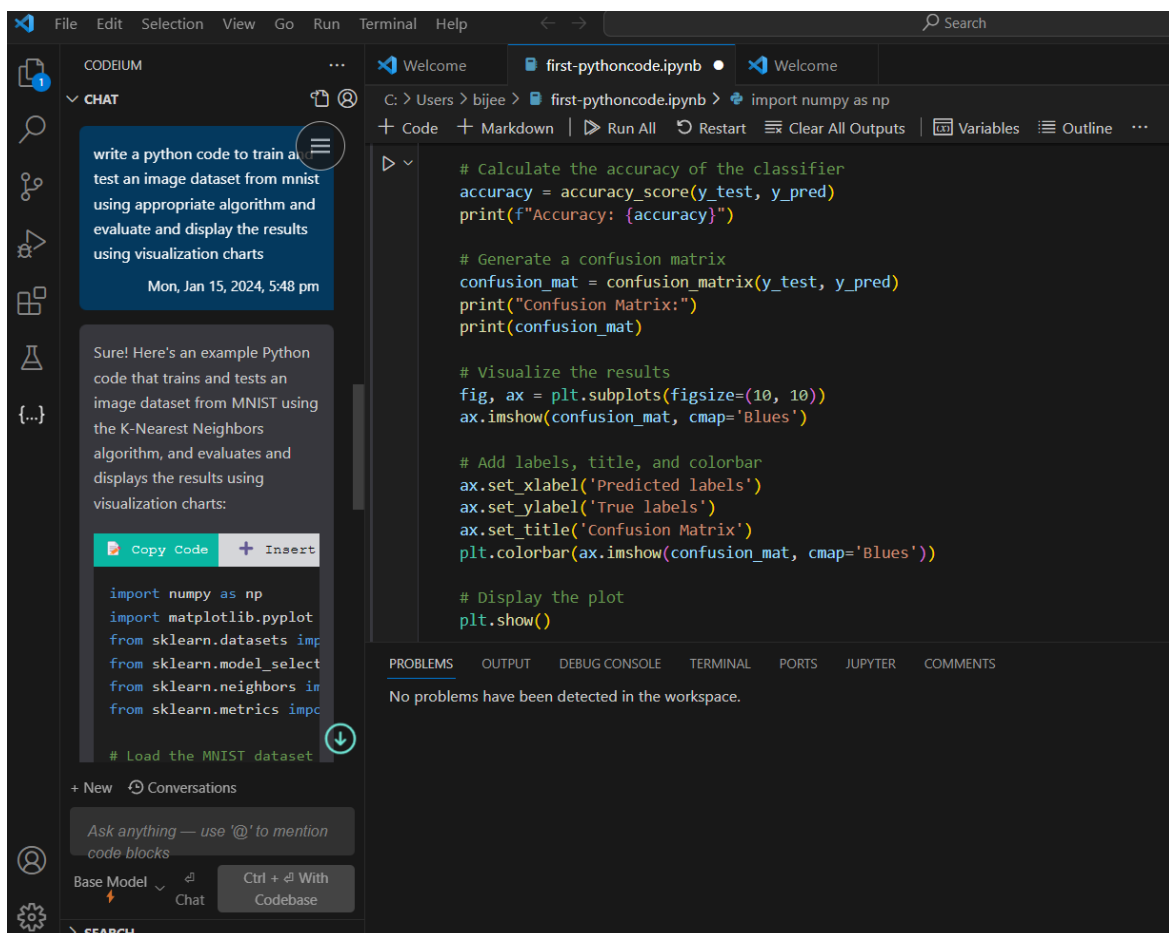 File Edit Selection View Go Run Terminal Help Search
1
CODEIUM ...
CHAT
write a python code to train and
test an image dataset from mnist
using appropriate algorithm and
evaluate and display the results
using visualization charts
Mon, Jan 15, 2024, 5:48 pm
Sure! Here's an example Python
code that trains and tests an
image dataset from MNIST using
the K-Nearest Neighbors
algorithm, and evaluates and
displays the results using
visualization charts:
Copy Code + Insert
import numpy as np
import matplotlib.pyplot
from sklearn.datasets imp
from sklearn.model_select
from sklearn.neighbors im
from sklearn.metrics impo
# Load the MNIST dataset
+ New Conversations
Ask anything — use '@' to mention
code blocks
Base Model
Chat
Ctrl + ⏎ With
Codebase
SEARCH
Welcome first-pythoncode.ipynb ● Welcome
C: > Users > bijee > first-pythoncode.ipynb > import numpy as np
+ Code + Markdown | Run All Restart Clear All Outputs | Variables Outline ...
# Calculate the accuracy of the classifier
accuracy = accuracy_score(y_test, y_pred)
print(f"Accuracy: {accuracy}")
# Generate a confusion matrix
confusion_mat = confusion_matrix(y_test, y_pred)
print("Confusion Matrix:")
print(confusion_mat)
# Visualize the results
fig, ax = plt.subplots(figsize=(10, 10))
ax.imshow(confusion_mat, cmap='Blues')
# Add labels, title, and colorbar
ax.set_xlabel('Predicted labels')
ax.set_ylabel('True labels')
ax.set_title('Confusion Matrix')
plt.colorbar(ax.imshow(confusion_mat, cmap='Blues'))
# Display the plot
plt.show()
PROBLEMS OUTPUT DEBUG CONSOLE TERMINAL PORTS JUPYTER COMMENTS
No problems have been detected in the workspace.